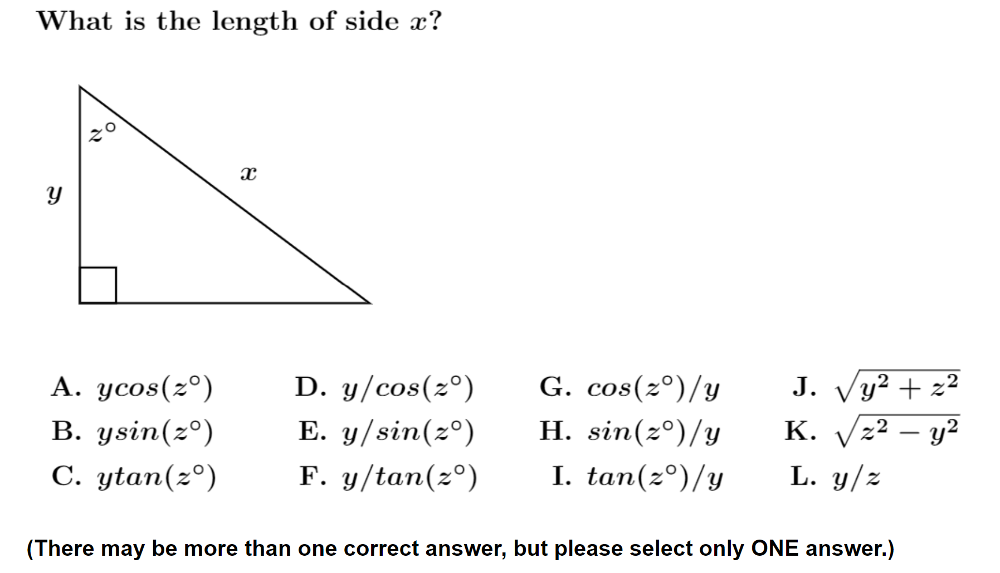 What is the length of side x?
z°
x
y
A. ycos(z°) D. y/cos(z°) G. cos(z°)/y J. √(y² + z²)
B. ysin(z°) E. y/sin(z°) H. sin(z°)/y K. √(z² − y²)
C. ytan(z°) F. y/tan(z°) I. tan(z°)/y L. y/z
(There may be more than one correct answer, but please select only ONE answer.)